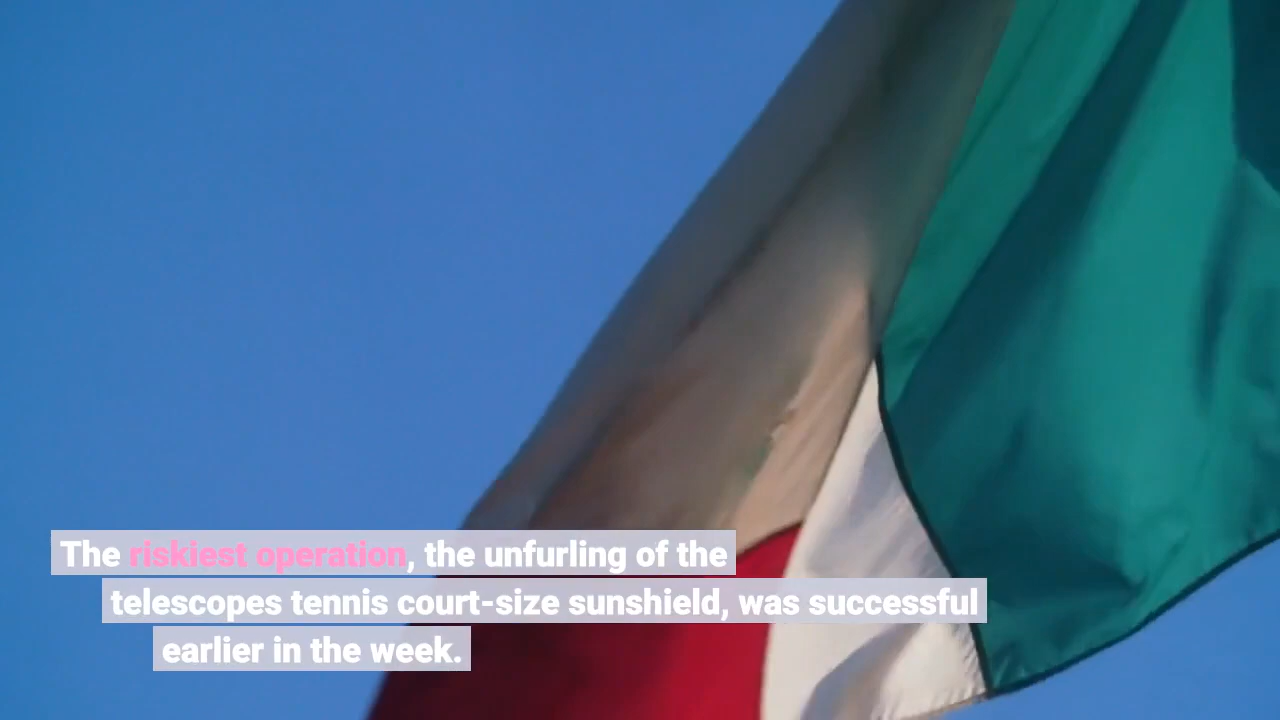 The riskiest operation, the unfurling of the
telescopes tennis court-size sunshield, was successful
earlier in the week.